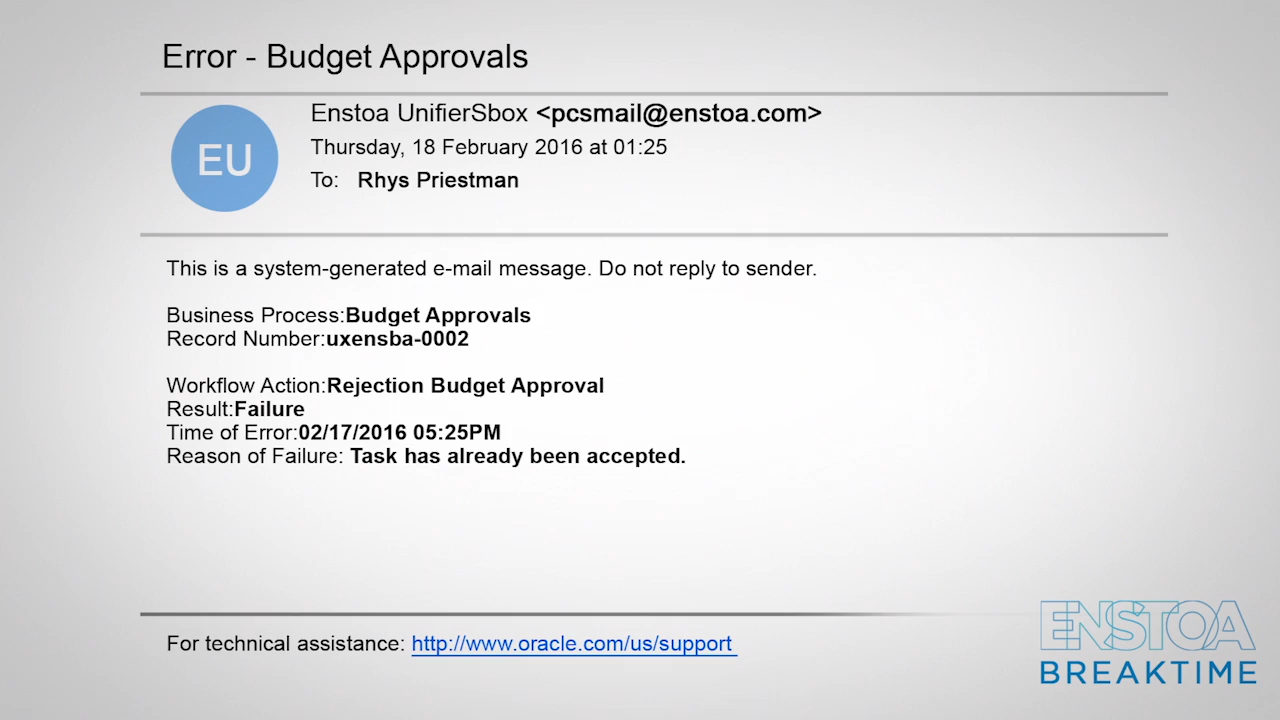 Error - Budget Approvals
EU
Enstoa UnifierSbox <pcsmail@enstoa.com>
Thursday, 18 February 2016 at 01:25
To: Rhys Priestman
This is a system-generated e-mail message. Do not reply to sender.
Business Process:Budget Approvals
Record Number:uxensba-0002
Workflow Action:Rejection Budget Approval
Result:Failure
Time of Error:02/17/2016 05:25PM
Reason of Failure: Task has already been accepted.
For technical assistance: http://www.oracle.com/us/support
ENSTOA
BREAKTIME